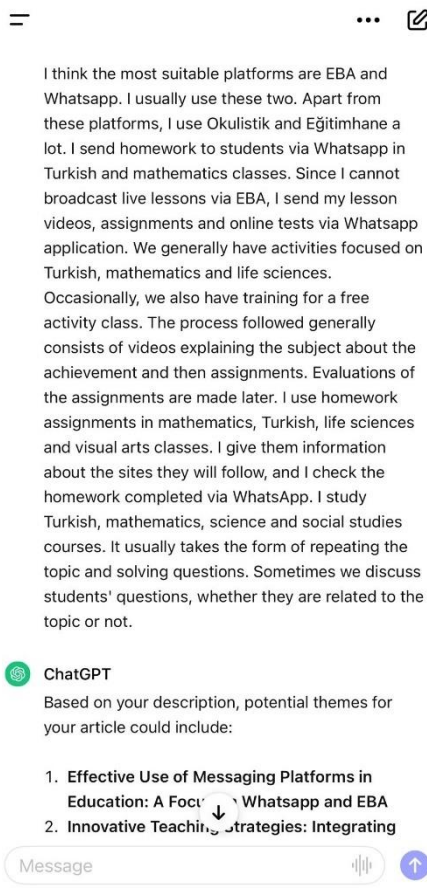 I think the most suitable platforms are EBA and
Whatsapp. I usually use these two. Apart from
these platforms, I use Okulistik and Eğitimhane a
lot. I send homework to students via Whatsapp in
Turkish and mathematics classes. Since I cannot
broadcast live lessons via EBA, I send my lesson
videos, assignments and online tests via Whatsapp
application. We generally have activities focused on
Turkish, mathematics and life sciences.
Occasionally, we also have training for a free
activity class. The process followed generally
consists of videos explaining the subject about the
achievement and then assignments. Evaluations of
the assignments are made later. I use homework
assignments in mathematics, Turkish, life sciences
and visual arts classes. I give them information
about the sites they will follow, and I check the
homework completed via WhatsApp. I study
Turkish, mathematics, science and social studies
courses. It usually takes the form of repeating the
topic and solving questions. Sometimes we discuss
students' questions, whether they are related to the
topic or not.
ChatGPT
Based on your description, potential themes for
your article could include:
1. Effective Use of Messaging Platforms in
Education: A Whatsapp and EBA
2. Innovative Teaching Strategies: Integrating
Message